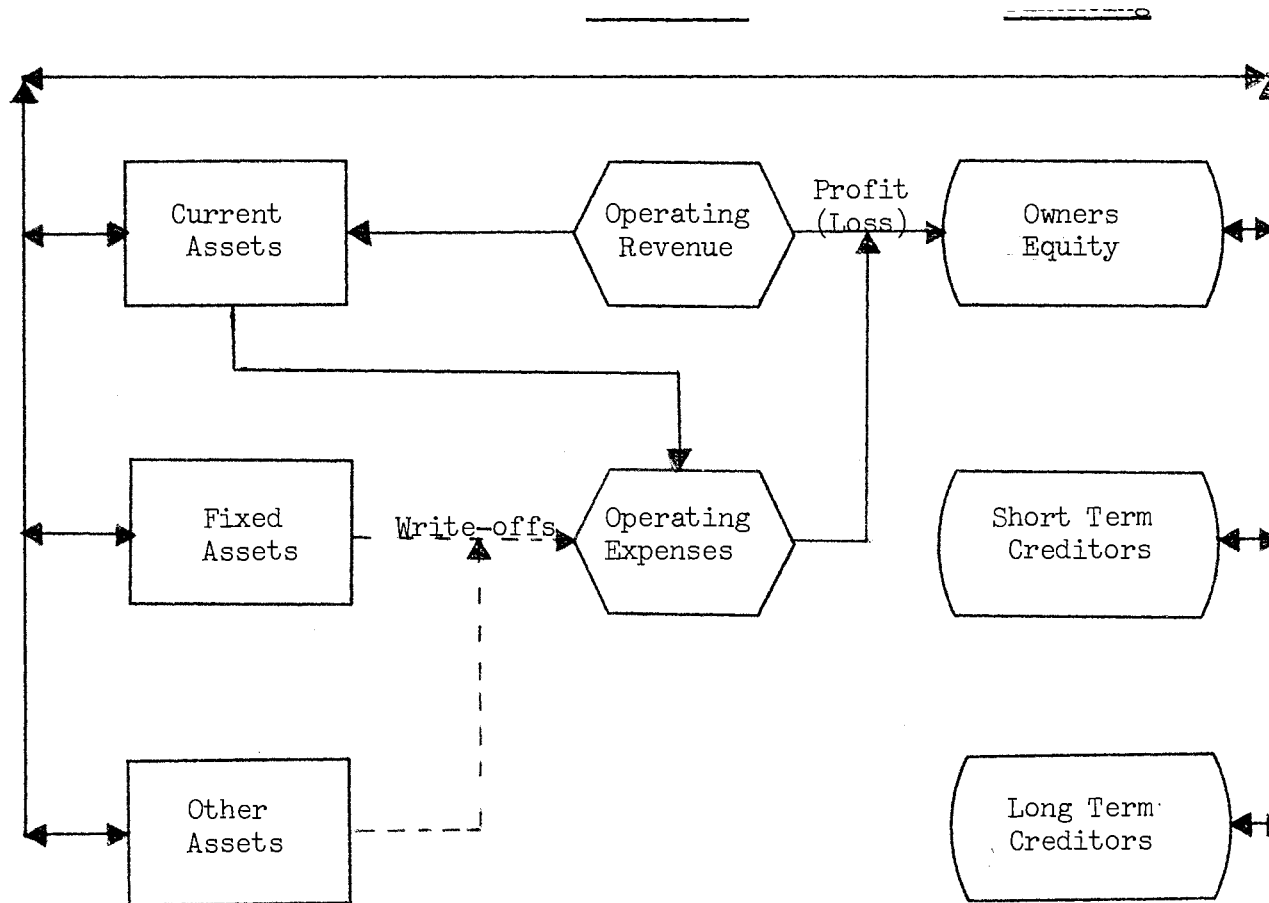 Current
Assets
Operating
Revenue
Profit
(Loss)
Owners
Equity
Fixed
Assets
Write-offs
Operating
Expenses
Short Term
Creditors
Other
Assets
Long Term
Creditors